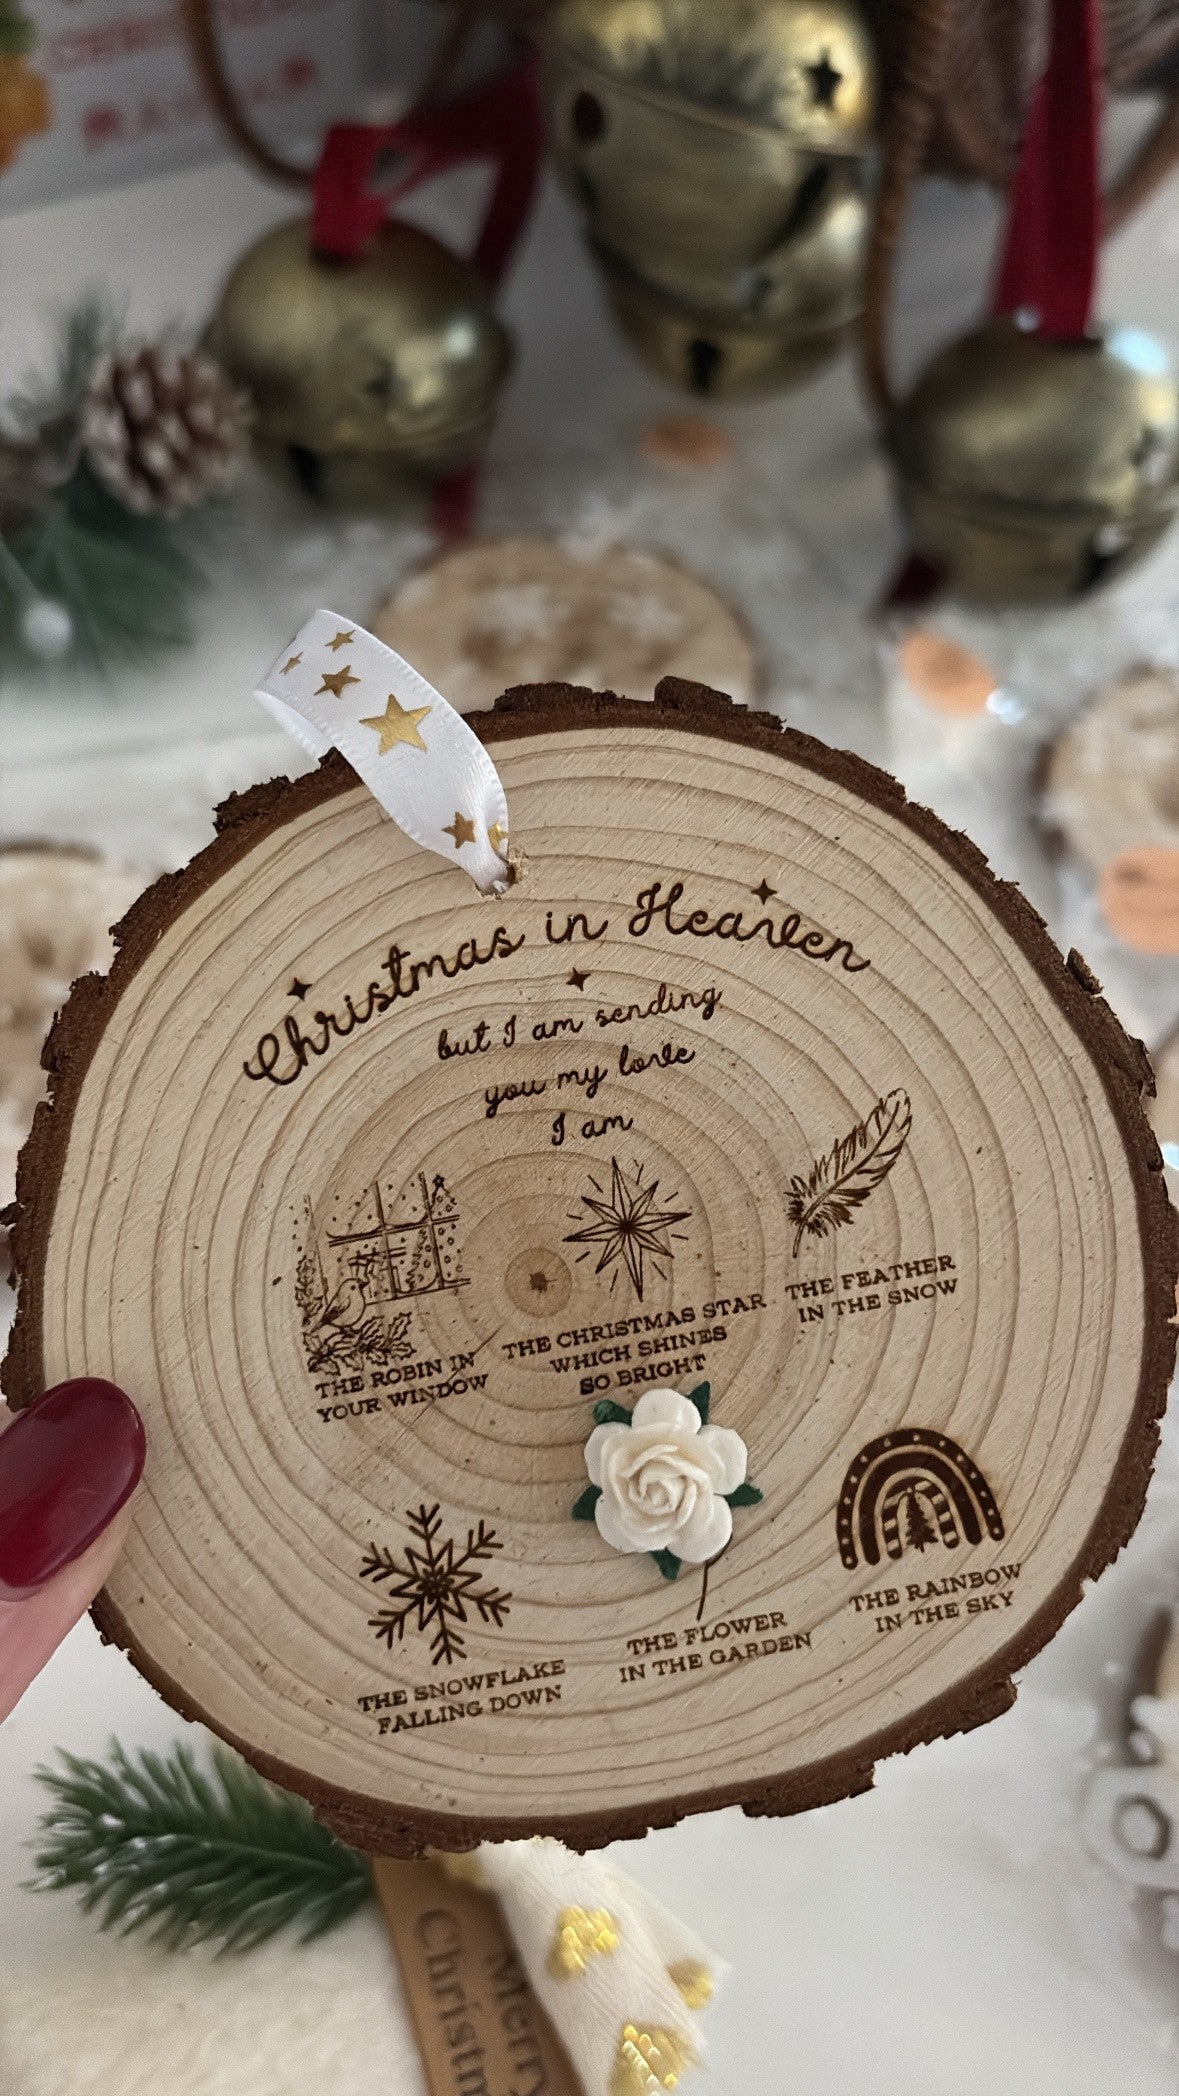 Christmas in Heaven
but I am sending
you my love
I am
THE ROBIN IN
YOUR WINDOW
THE CHRISTMAS STAR
WHICH SHINES
SO BRIGHT
THE FEATHER
IN THE SNOW
THE SNOWFLAKE
FALLING DOWN
THE FLOWER
IN THE GARDEN
THE RAINBOW
IN THE SKY
Merry